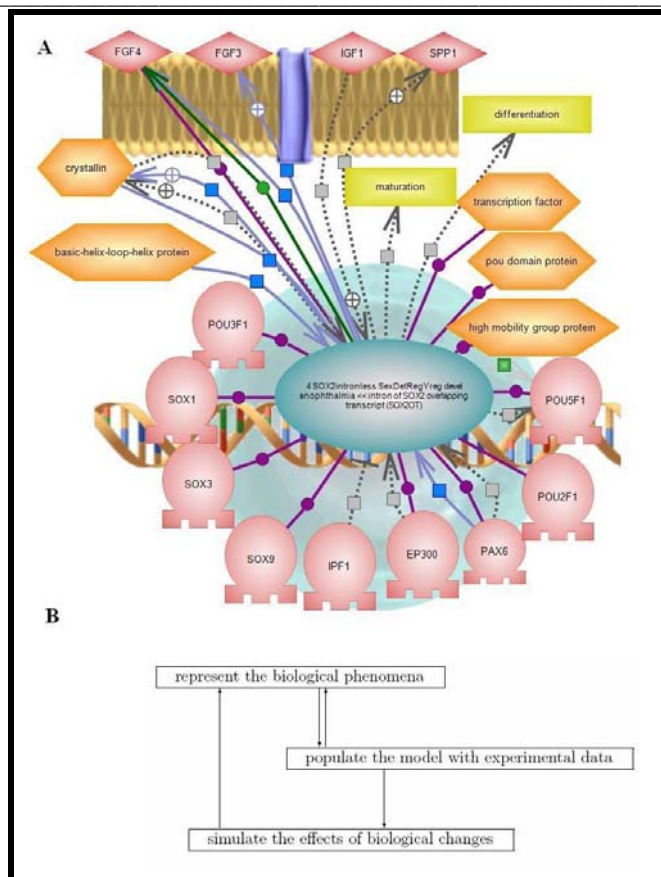 A
FGF4
FGF3
IGF1
SPP1
differentiation
crystallin
maturation
transcription factor
basic-helix-loop-helix protein
pou domain protein
high mobility group protein
POU3F1
4 SOX2intronless SexDetRegYreg devel
anophthalmia << intron of SOX2 overlapping
transcript (SOX2OT)
SOX1
POU5F1
SOX3
POU2F1
SOX9
IPF1
EP300
PAX6
B
represent the biological phenomena
populate the model with experimental data
simulate the effects of biological changes